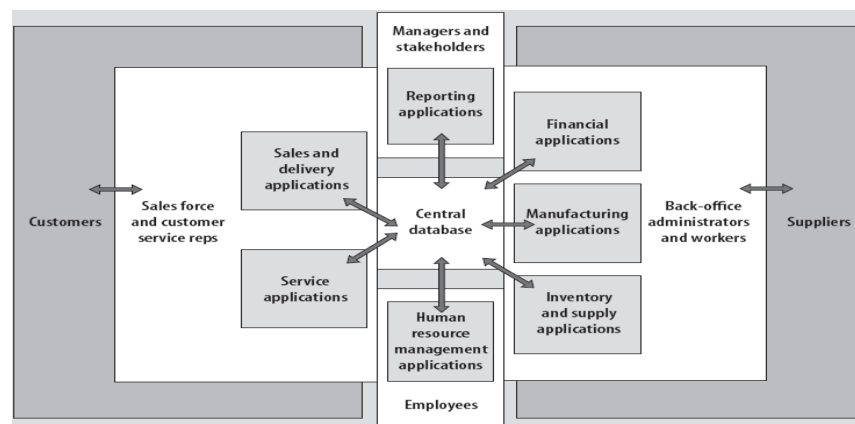 Managers and
stakeholders
Reporting
applications
Financial
applications
Sales and
delivery
applications
Customers
Sales force
and customer
service reps
Central
database
Manufacturing
applications
Back-office
administrators
and workers
Suppliers
Service
applications
Inventory
and supply
applications
Human
resource
management
applications
Employees